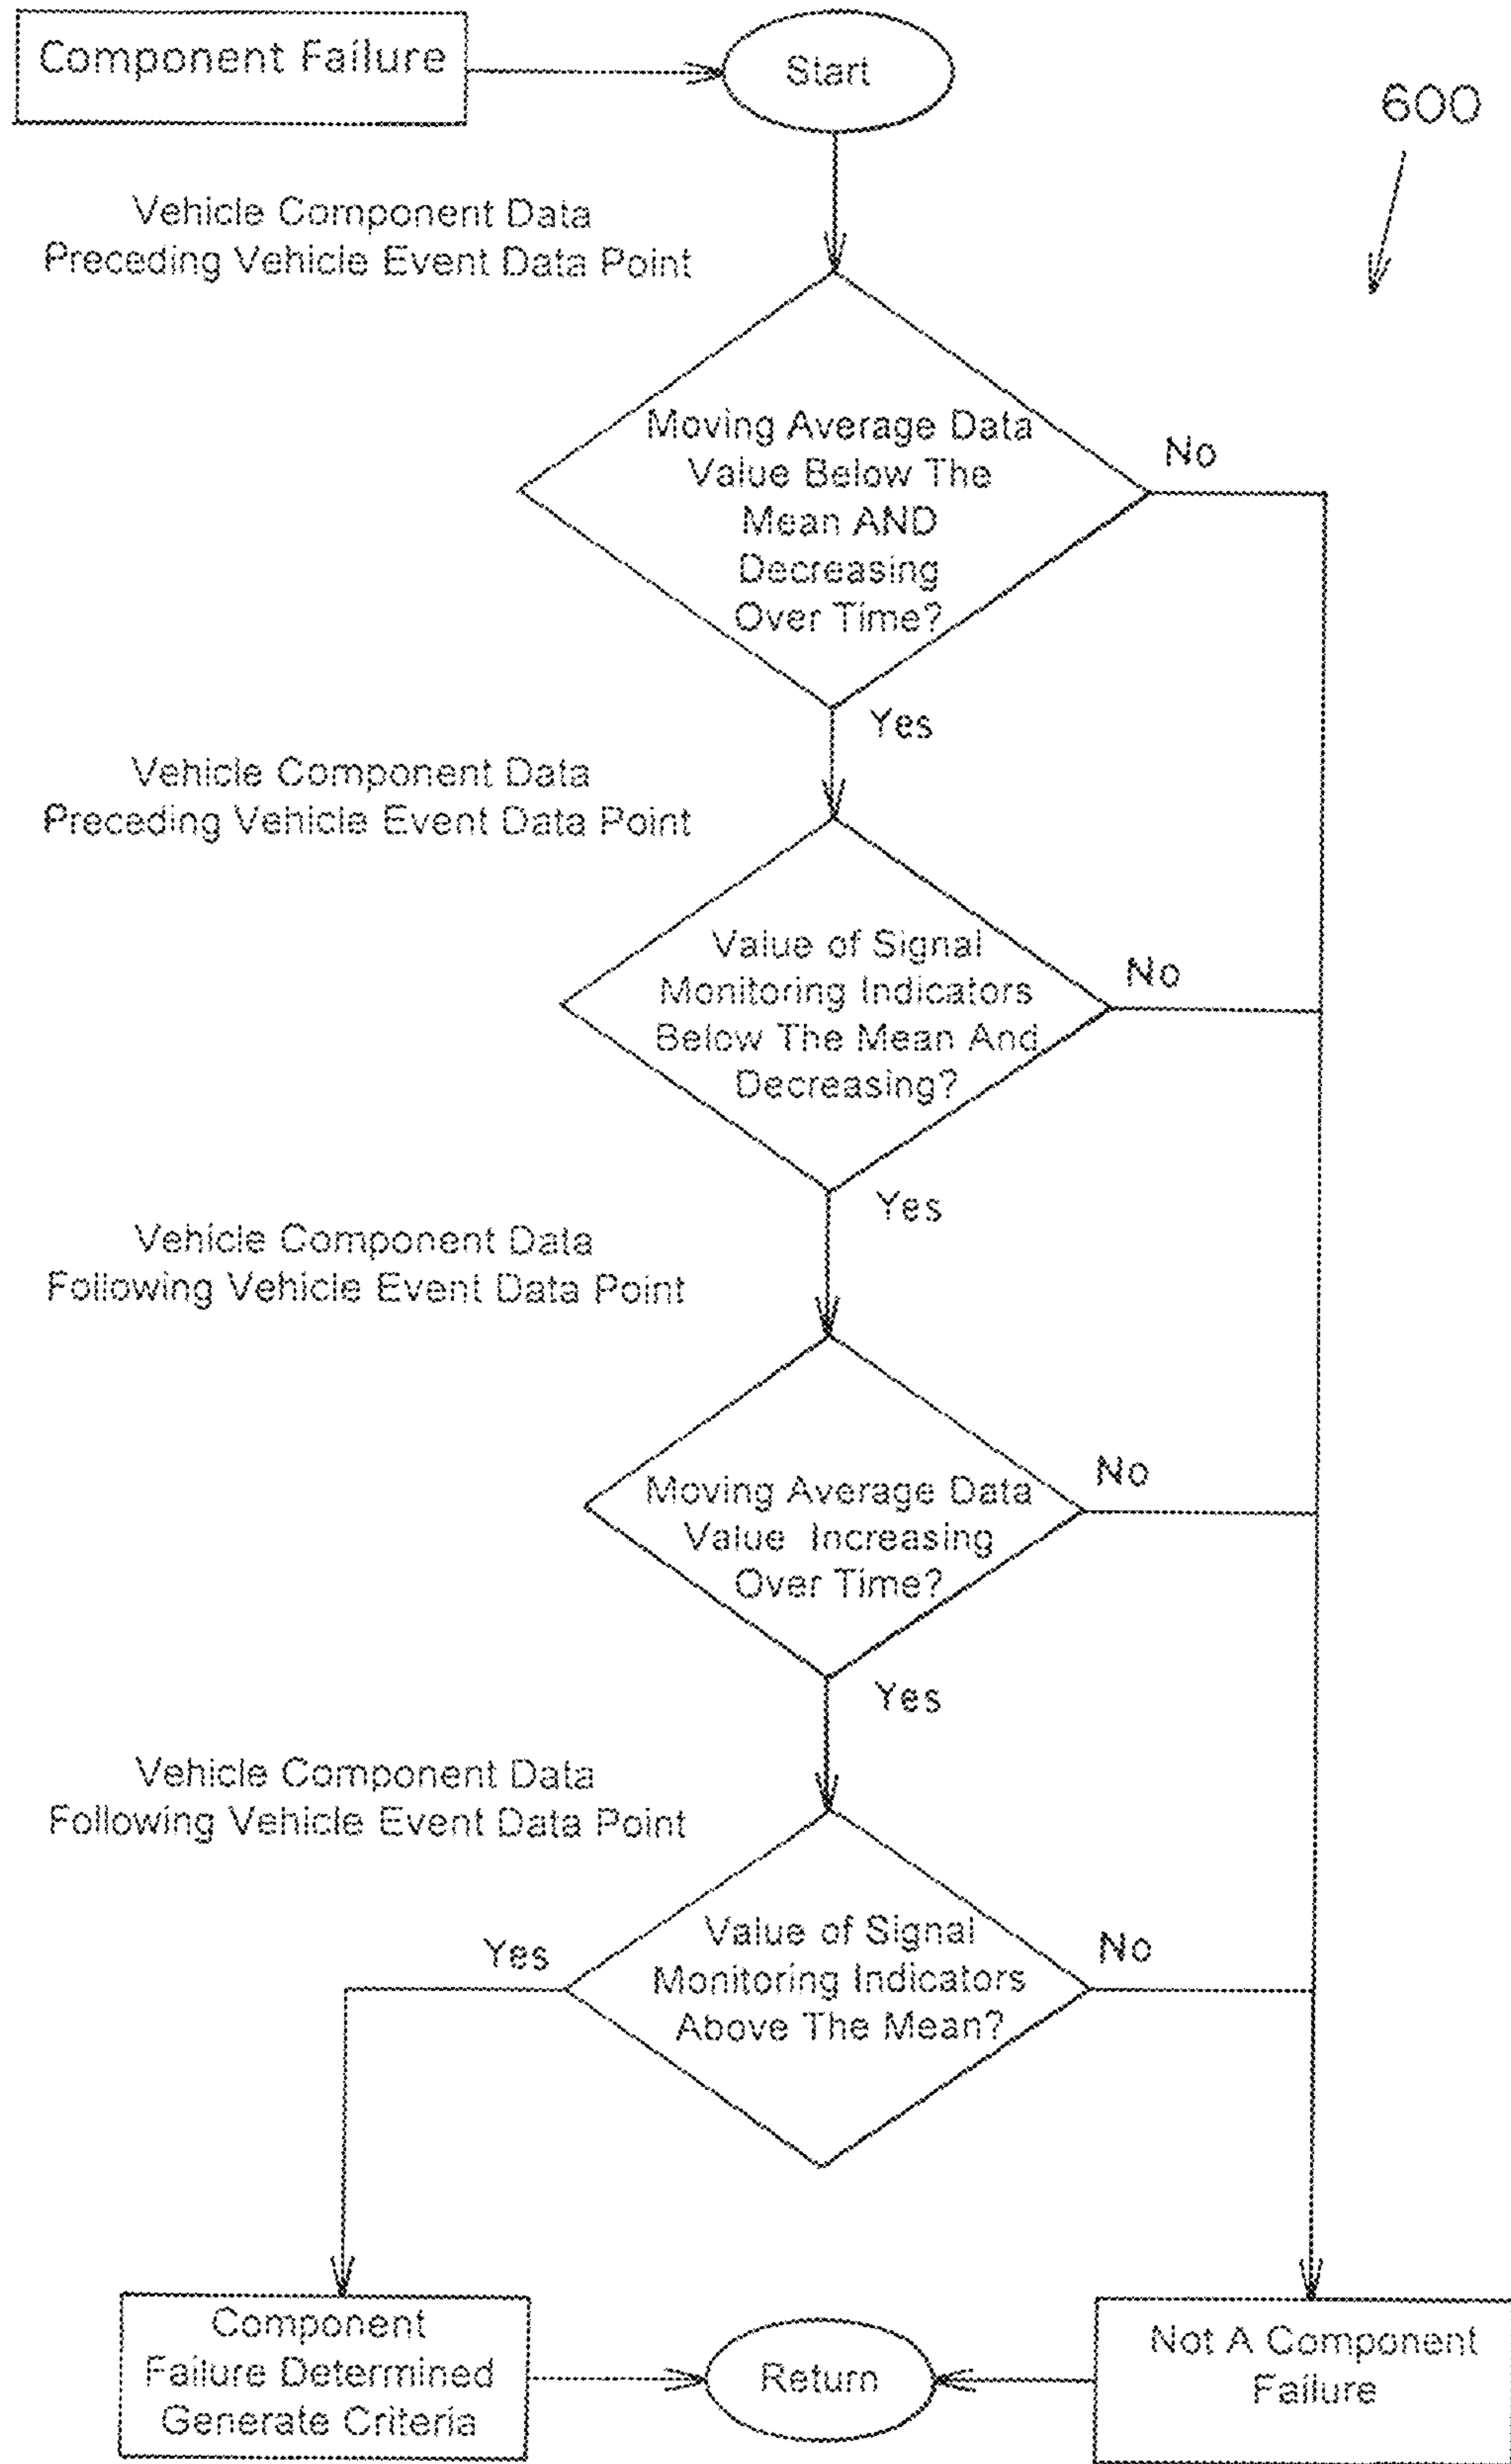 Component Failure
Start
600
Vehicle Component Data
Preceding Vehicle Event Data Point
Moving Average Data
Value Below The
Mean AND
Decreasing
Over Time?
No
Yes
Vehicle Component Data
Preceding Vehicle Event Data Point
Value of Signal
Monitoring Indicators
Below The Mean And
Decreasing?
No
Yes
Vehicle Component Data
Following Vehicle Event Data Point
Moving Average Data
Value Increasing
Over Time?
No
Yes
Vehicle Component Data
Following Vehicle Event Data Point
Value of Signal
Monitoring Indicators
Above The Mean?
Yes
No
Component
Failure Determined
Generate Criteria
Return
Not A Component
Failure